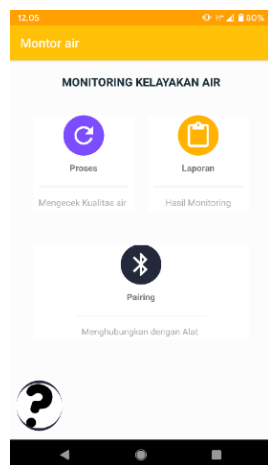 12.05
80%
Montor air
MONITORING KELAYAKAN AIR
Proses
Laporan
Mengecek Kualitas air
Hasil Monitoring
Pairing
Menghubungkan dengan Alat
?